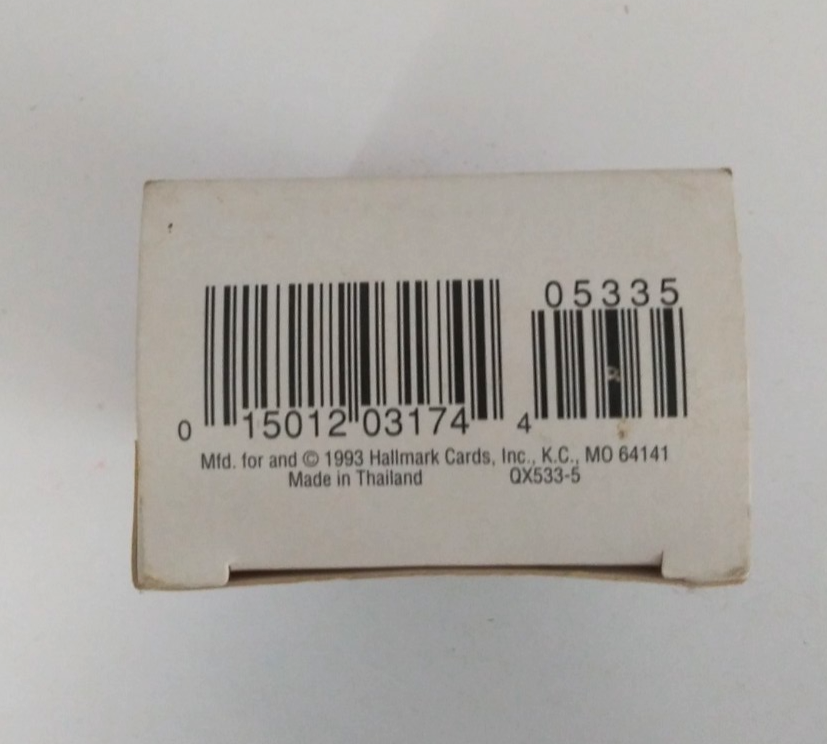 05335
0 15012 03174 4
Mfd. for and © 1993 Hallmark Cards, Inc., K.C., MO 64141
Made in Thailand QX533-5